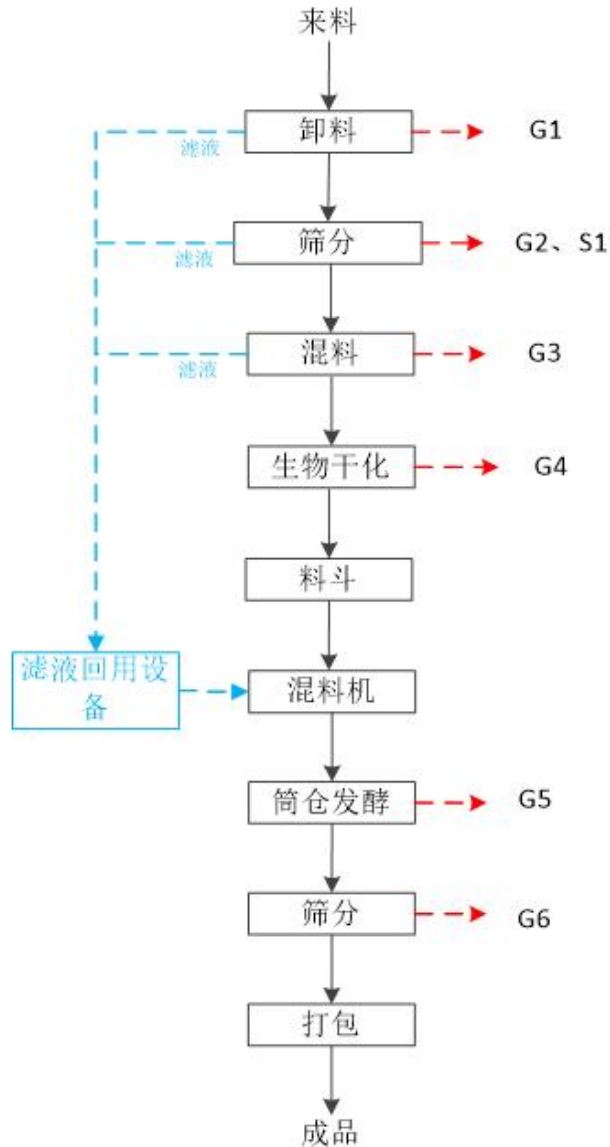 来料
卸料
G1
滤液
筛分
G2、S1
滤液
混料
G3
滤液
生物干化
G4
料斗
滤液回用设
备
混料机
筒仓发酵
G5
筛分
G6
打包
成品